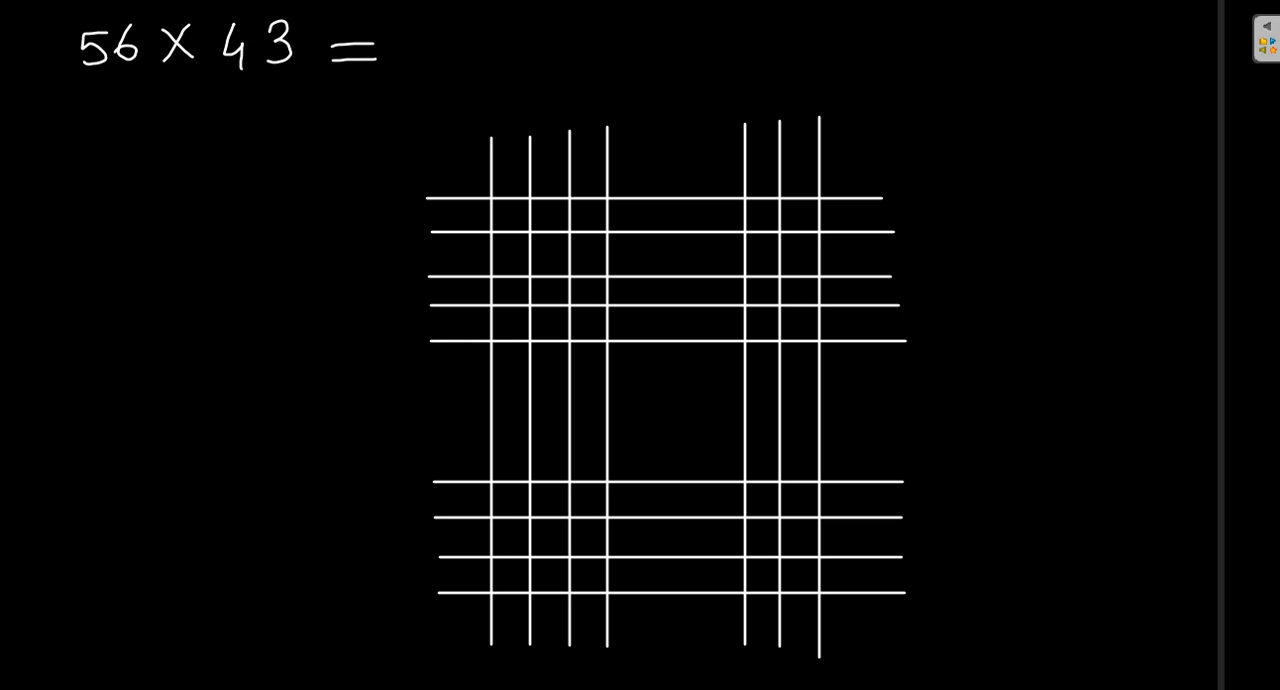 56 × 43 =